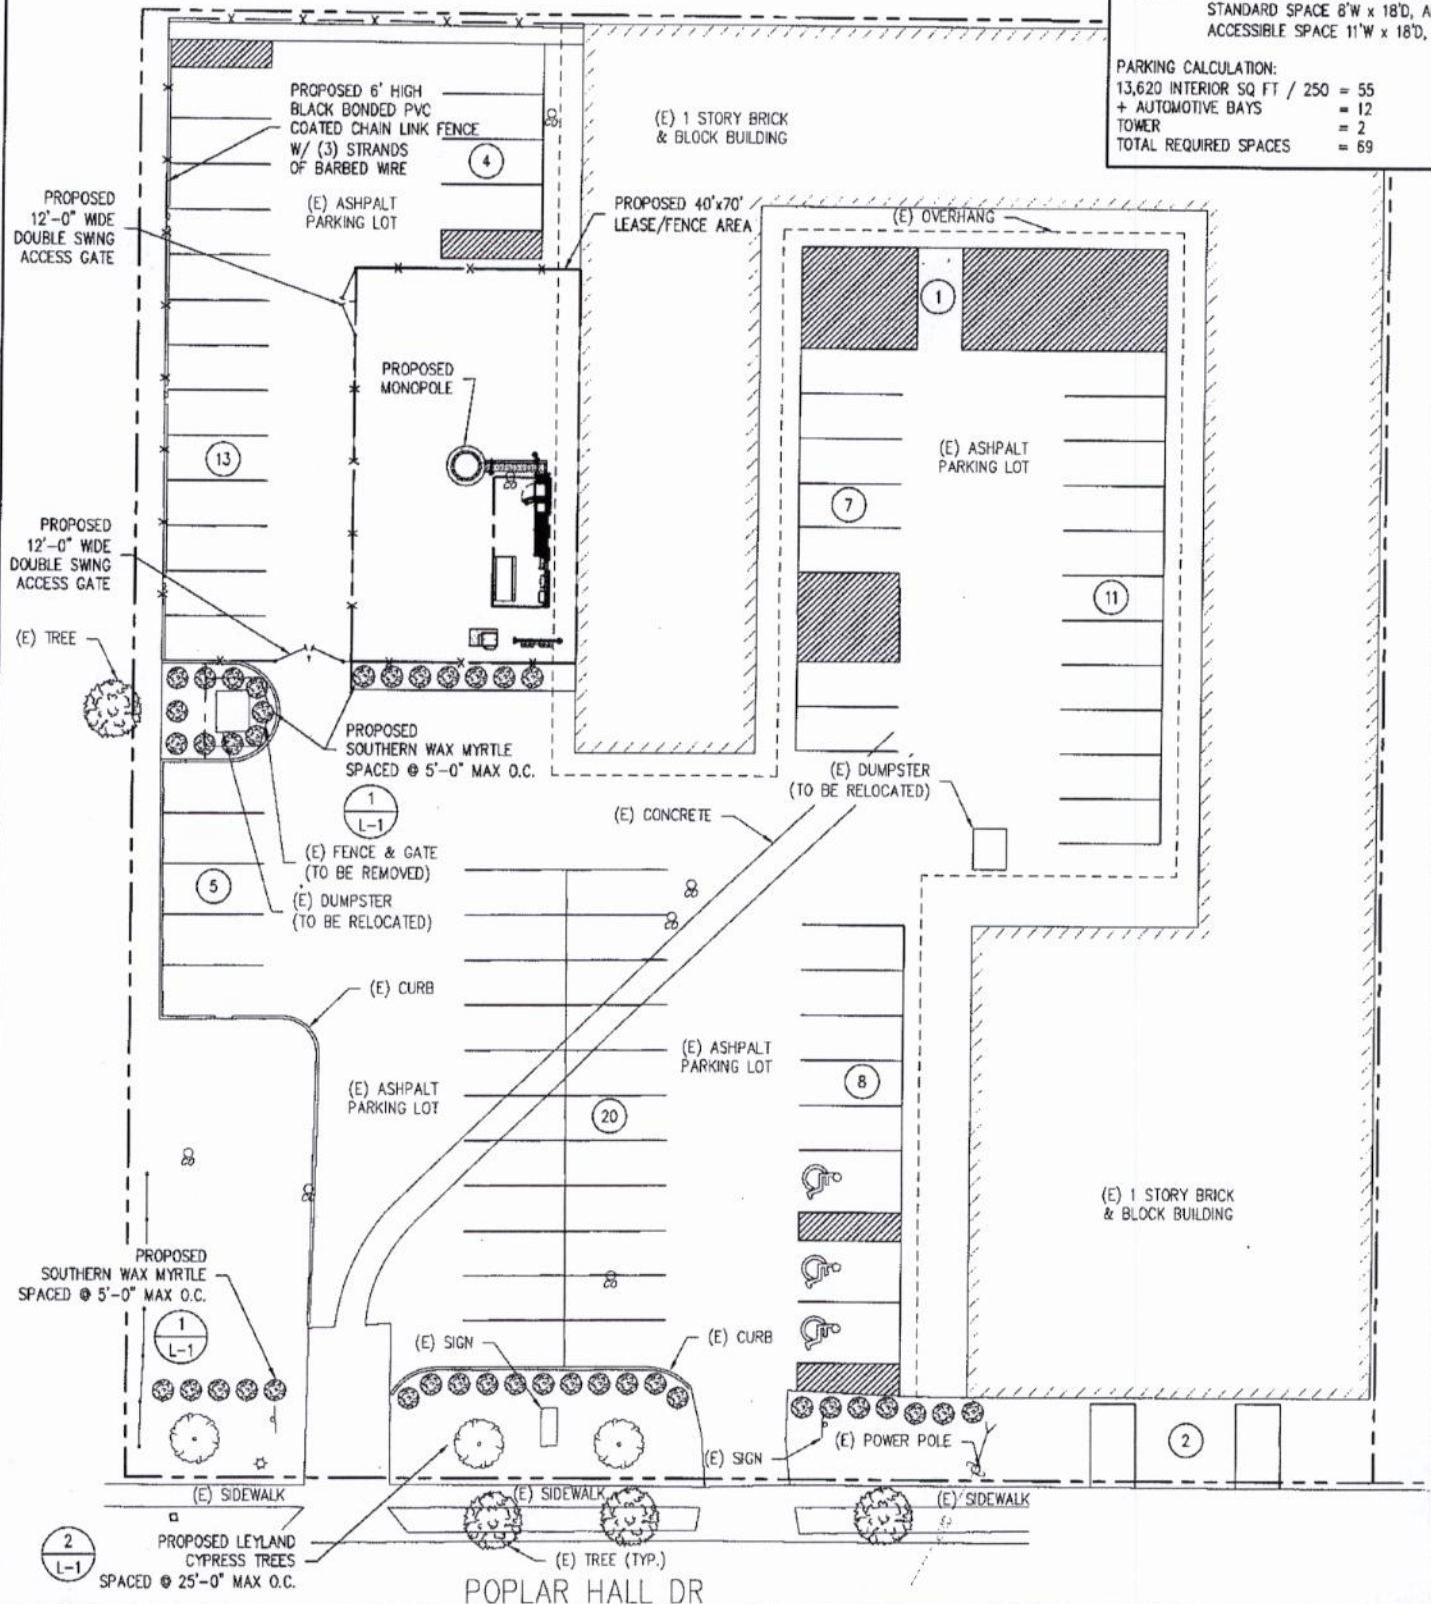 STANDARD SPACE 8'W x 18'D, A
ACCESSIBLE SPACE 11'W x 18'D,
PARKING CALCULATION:
13,620 INTERIOR SQ FT / 250 = 55
+ AUTOMOTIVE BAYS = 12
TOWER = 2
TOTAL REQUIRED SPACES = 69
PROPOSED 6' HIGH
BLACK BONDED PVC
COATED CHAIN LINK FENCE
W/ (3) STRANDS
OF BARBED WIRE
4
(E) 1 STORY BRICK
& BLOCK BUILDING
PROPOSED
12'-0" WIDE
DOUBLE SWING
ACCESS GATE
(E) ASHPALT
PARKING LOT
PROPOSED 40'x70'
LEASE/FENCE AREA
(E) OVERHANG
1
PROPOSED
MONOPOLE
13
(E) ASHPALT
PARKING LOT
7
PROPOSED
12'-0" WIDE
DOUBLE SWING
ACCESS GATE
11
(E) TREE
PROPOSED
SOUTHERN WAX MYRTLE
SPACED @ 5'-0" MAX O.C.
1
L-1
(E) DUMPSTER
(TO BE RELOCATED)
(E) CONCRETE
(E) FENCE & GATE
(TO BE REMOVED)
5
(E) DUMPSTER
(TO BE RELOCATED)
(E) CURB
(E) ASHPALT
PARKING LOT
(E) ASHPALT
PARKING LOT
8
20
(E) 1 STORY BRICK
& BLOCK BUILDING
PROPOSED
SOUTHERN WAX MYRTLE
SPACED @ 5'-0" MAX O.C.
1
L-1
(E) SIGN
(E) CURB
(E) SIGN
(E) POWER POLE
2
(E) SIDEWALK
(E) SIDEWALK
(E) SIDEWALK
2
L-1
PROPOSED LEYLAND
CYPRESS TREES
SPACED @ 25'-0" MAX O.C.
(E) TREE (TYP.)
POPLAR HALL DR